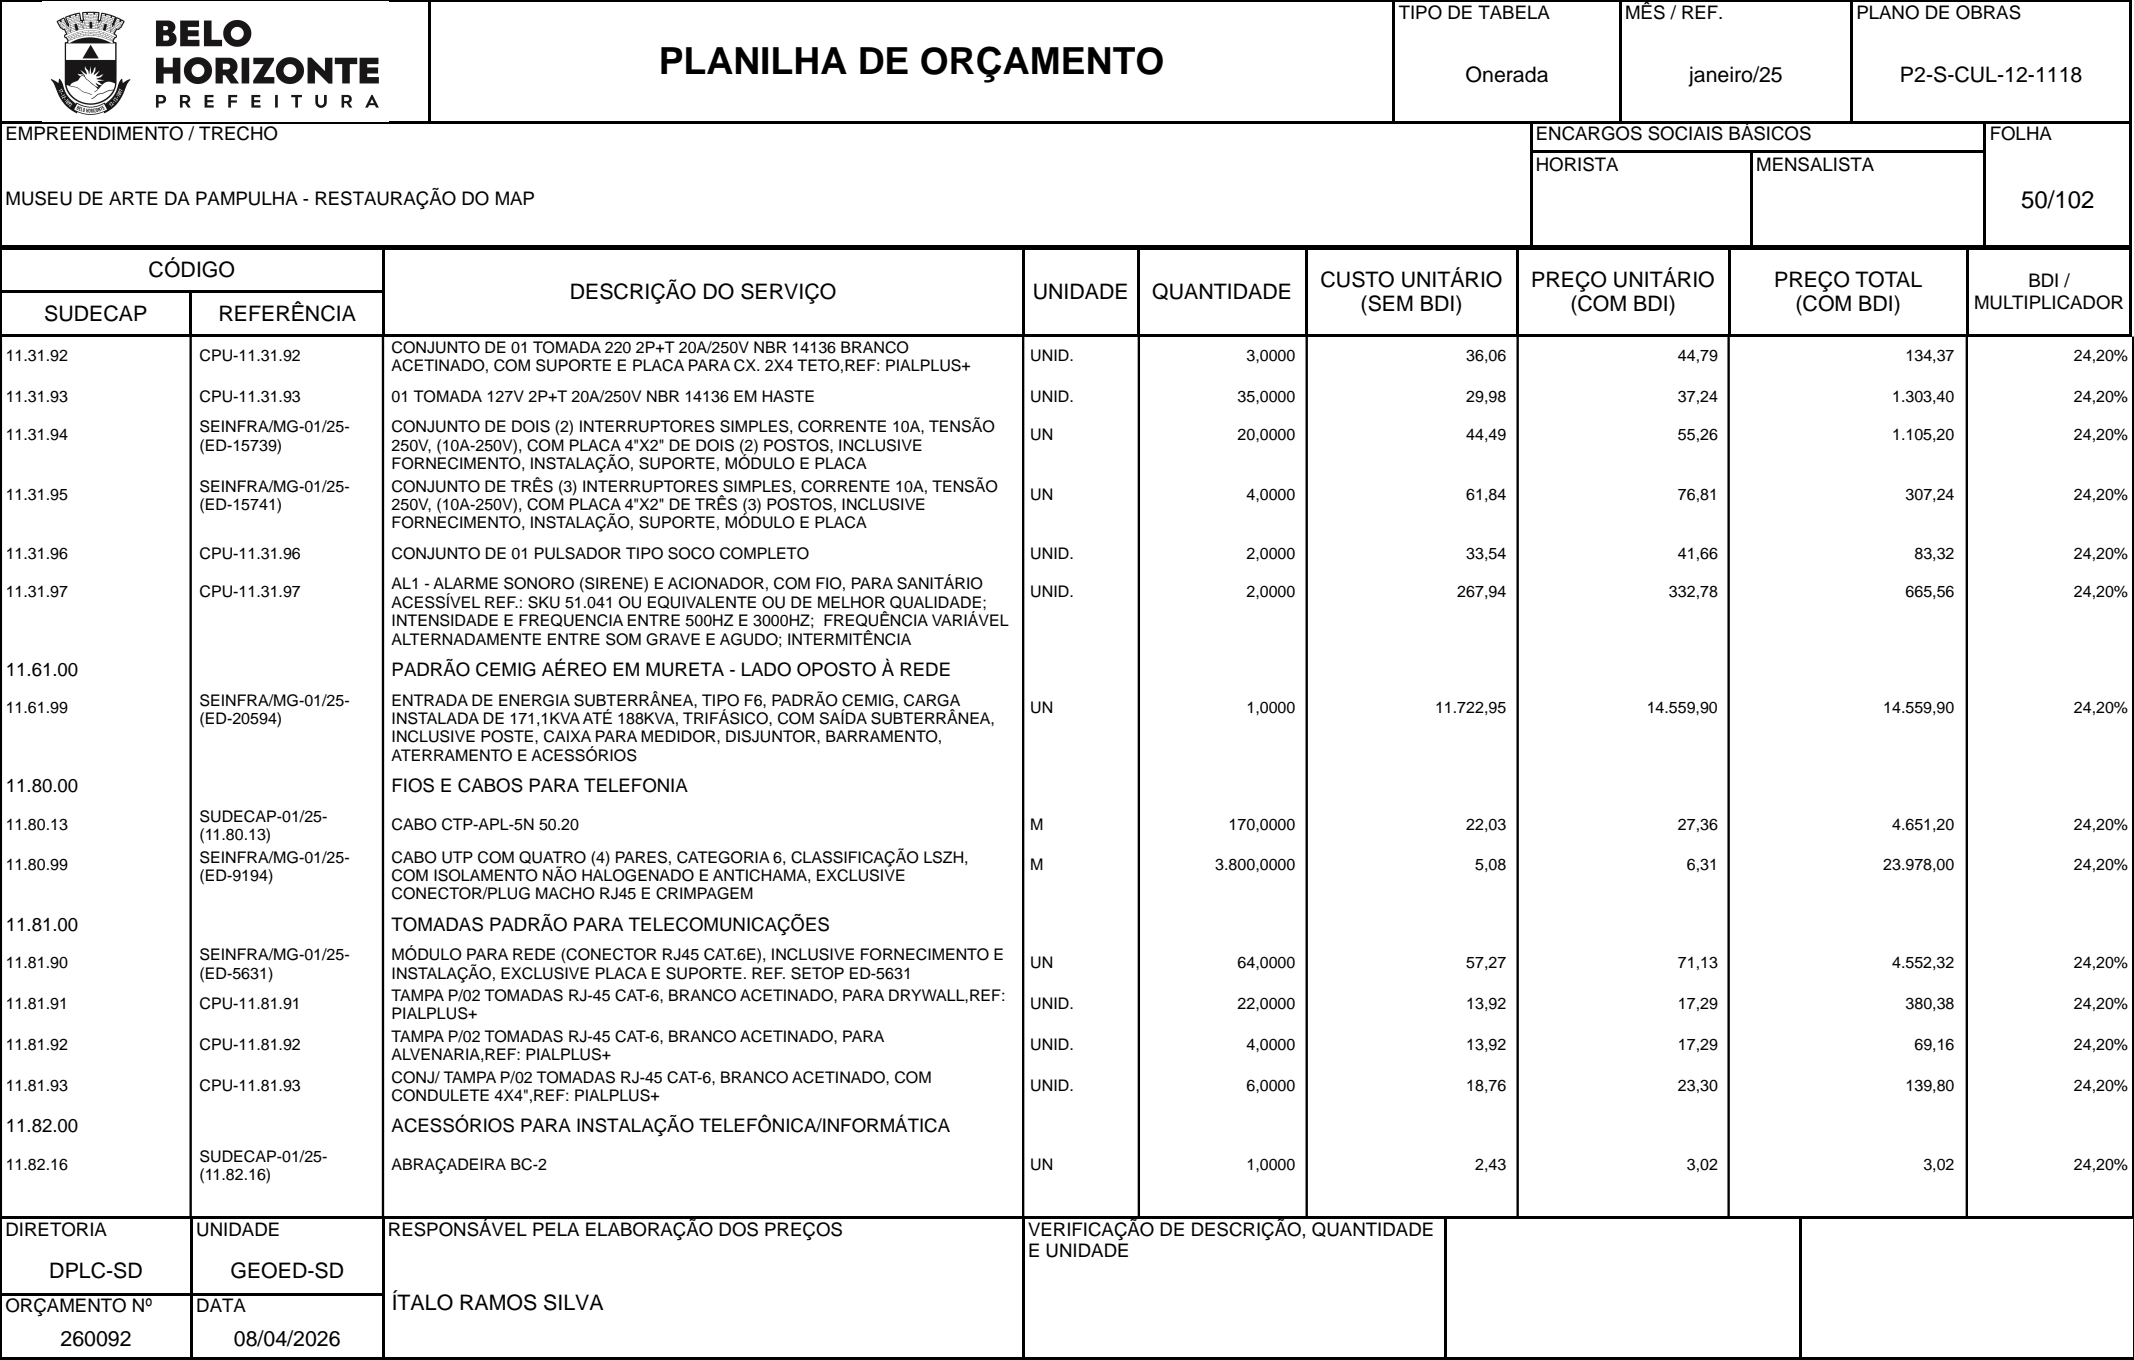 BELO
HORIZONTE
PREFEITURA
PLANILHA DE ORÇAMENTO
TIPO DE TABELA
Onerada
MÊS / REF.
janeiro/25
PLANO DE OBRAS
P2-S-CUL-12-1118
EMPREENDIMENTO / TRECHO
MUSEU DE ARTE DA PAMPULHA - RESTAURAÇÃO DO MAP
ENCARGOS SOCIAIS BÁSICOS
HORISTA
MENSALISTA
FOLHA
50/102
CÓDIGO
SUDECAP
REFERÊNCIA
DESCRIÇÃO DO SERVIÇO
UNIDADE
QUANTIDADE
CUSTO UNITÁRIO
(SEM BDI)
PREÇO UNITÁRIO
(COM BDI)
PREÇO TOTAL
(COM BDI)
BDI /
MULTIPLICADOR
11.31.92 CPU-11.31.92 CONJUNTO DE 01 TOMADA 220 2P+T 20A/250V NBR 14136 BRANCO
ACETINADO, COM SUPORTE E PLACA PARA CX. 2X4 TETO,REF: PIALPLUS+ UNID. 3,0000 36,06 44,79 134,37 24,20%
11.31.93 CPU-11.31.93 01 TOMADA 127V 2P+T 20A/250V NBR 14136 EM HASTE UNID. 35,0000 29,98 37,24 1.303,40 24,20%
11.31.94 SEINFRA/MG-01/25-
(ED-15739) CONJUNTO DE DOIS (2) INTERRUPTORES SIMPLES, CORRENTE 10A, TENSÃO
250V, (10A-250V), COM PLACA 4"X2" DE DOIS (2) POSTOS, INCLUSIVE
FORNECIMENTO, INSTALAÇÃO, SUPORTE, MÓDULO E PLACA UN 20,0000 44,49 55,26 1.105,20 24,20%
11.31.95 SEINFRA/MG-01/25-
(ED-15741) CONJUNTO DE TRÊS (3) INTERRUPTORES SIMPLES, CORRENTE 10A, TENSÃO
250V, (10A-250V), COM PLACA 4"X2" DE TRÊS (3) POSTOS, INCLUSIVE
FORNECIMENTO, INSTALAÇÃO, SUPORTE, MÓDULO E PLACA UN 4,0000 61,84 76,81 307,24 24,20%
11.31.96 CPU-11.31.96 CONJUNTO DE 01 PULSADOR TIPO SOCO COMPLETO UNID. 2,0000 33,54 41,66 83,32 24,20%
11.31.97 CPU-11.31.97 AL1 - ALARME SONORO (SIRENE) E ACIONADOR, COM FIO, PARA SANITÁRIO
ACESSÍVEL REF.: SKU 51.041 OU EQUIVALENTE OU DE MELHOR QUALIDADE;
INTENSIDADE E FREQUENCIA ENTRE 500HZ E 3000HZ; FREQUÊNCIA VARIÁVEL
ALTERNADAMENTE ENTRE SOM GRAVE E AGUDO; INTERMITÊNCIA UNID. 2,0000 267,94 332,78 665,56 24,20%
11.61.00 PADRÃO CEMIG AÉREO EM MURETA - LADO OPOSTO À REDE
11.61.99 SEINFRA/MG-01/25-
(ED-20594) ENTRADA DE ENERGIA SUBTERRÂNEA, TIPO F6, PADRÃO CEMIG, CARGA
INSTALADA DE 171,1KVA ATÉ 188KVA, TRIFÁSICO, COM SAÍDA SUBTERRÂNEA,
INCLUSIVE POSTE, CAIXA PARA MEDIDOR, DISJUNTOR, BARRAMENTO,
ATERRAMENTO E ACESSÓRIOS UN 1,0000 11.722,95 14.559,90 14.559,90 24,20%
11.80.00 FIOS E CABOS PARA TELEFONIA
11.80.13 SUDECAP-01/25-
(11.80.13) CABO CTP-APL-5N 50.20 M 170,0000 22,03 27,36 4.651,20 24,20%
11.80.99 SEINFRA/MG-01/25-
(ED-9194) CABO UTP COM QUATRO (4) PARES, CATEGORIA 6, CLASSIFICAÇÃO LSZH,
COM ISOLAMENTO NÃO HALOGENADO E ANTICHAMA, EXCLUSIVE
CONECTOR/PLUG MACHO RJ45 E CRIMPAGEM M 3.800,0000 5,08 6,31 23.978,00 24,20%
11.81.00 TOMADAS PADRÃO PARA TELECOMUNICAÇÕES
11.81.90 SEINFRA/MG-01/25-
(ED-5631) MÓDULO PARA REDE (CONECTOR RJ45 CAT.6E), INCLUSIVE FORNECIMENTO E
INSTALAÇÃO, EXCLUSIVE PLACA E SUPORTE. REF. SETOP ED-5631 UN 64,0000 57,27 71,13 4.552,32 24,20%
11.81.91 CPU-11.81.91 TAMPA P/02 TOMADAS RJ-45 CAT-6, BRANCO ACETINADO, PARA DRYWALL,REF:
PIALPLUS+ UNID. 22,0000 13,92 17,29 380,38 24,20%
11.81.92 CPU-11.81.92 TAMPA P/02 TOMADAS RJ-45 CAT-6, BRANCO ACETINADO, PARA
ALVENARIA,REF: PIALPLUS+ UNID. 4,0000 13,92 17,29 69,16 24,20%
11.81.93 CPU-11.81.93 CONJ/ TAMPA P/02 TOMADAS RJ-45 CAT-6, BRANCO ACETINADO, COM
CONDULETE 4X4",REF: PIALPLUS+ UNID. 6,0000 18,76 23,30 139,80 24,20%
11.82.00 ACESSÓRIOS PARA INSTALAÇÃO TELEFÔNICA/INFORMÁTICA
11.82.16 SUDECAP-01/25-
(11.82.16) ABRAÇADEIRA BC-2 UN 1,0000 2,43 3,02 3,02 24,20%
DIRETORIA
DPLC-SD
UNIDADE
GEOED-SD
RESPONSÁVEL PELA ELABORAÇÃO DOS PREÇOS
ÍTALO RAMOS SILVA
VERIFICAÇÃO DE DESCRIÇÃO, QUANTIDADE
E UNIDADE
ORÇAMENTO Nº
260092
DATA
08/04/2026